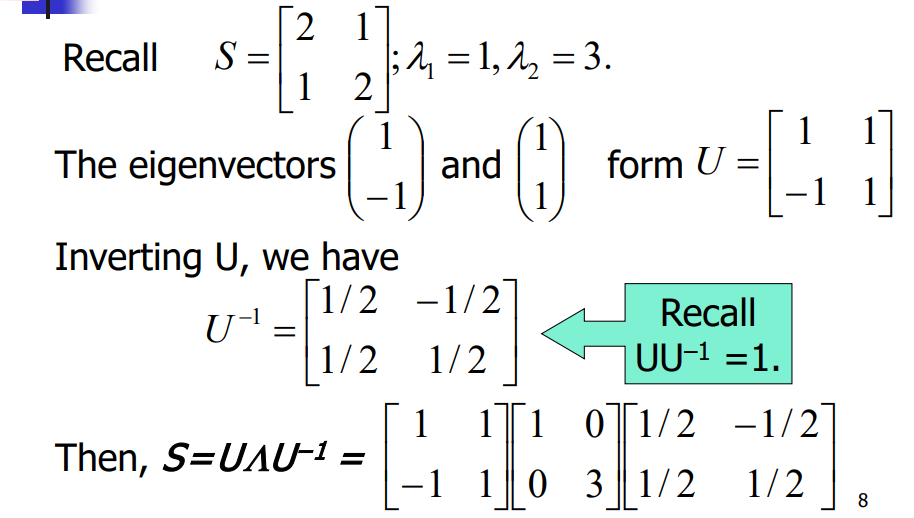 Recall S = [2 1; 1 2]; λ₁ = 1, λ₂ = 3.
The eigenvectors (1; −1) and (1; 1) form U = [1 1; −1 1]
Inverting U, we have
U⁻¹ = [1/2 −1/2; 1/2 1/2]
Recall
UU⁻¹ =1.
Then, S=UΛU⁻¹ = [1 1; −1 1][1 0; 0 3][1/2 −1/2; 1/2 1/2]
8